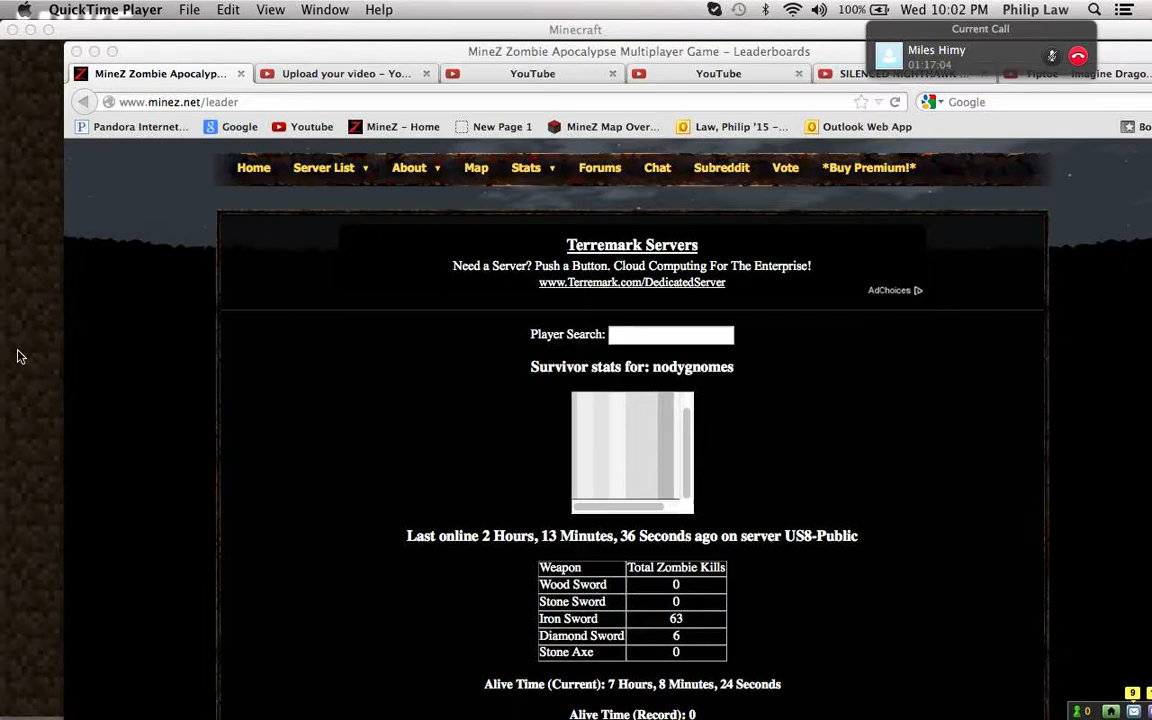 QuickTime Player File Edit View Window Help 100% Wed 10:02 PM Philip Law
Minecraft
Current Call
MineZ Zombie Apocalypse Multiplayer Game – Leaderboards
Miles Himy
01:17:04
MineZ Zombie Apocalyp... Upload your video – Yo... YouTube YouTube
www.minez.net/leader Google
Pandora Internet... Google Youtube MineZ – Home New Page 1 MineZ Map Over... Law, Philip '15 –... Outlook Web App Bo
Home Server List About Map Stats Forums Chat Subreddit Vote *Buy Premium!*
Terremark Servers
Need a Server? Push a Button. Cloud Computing For The Enterprise!
www.Terremark.com/DedicatedServer
AdChoices
Player Search:
Survivor stats for: nodygnomes
Last online 2 Hours, 13 Minutes, 36 Seconds ago on server US8-Public
Weapon Total Zombie Kills
Wood Sword 0
Stone Sword 0
Iron Sword 63
Diamond Sword 6
Stone Axe 0
Alive Time (Current): 7 Hours, 8 Minutes, 24 Seconds
9
Alive Time (Record): 0
0